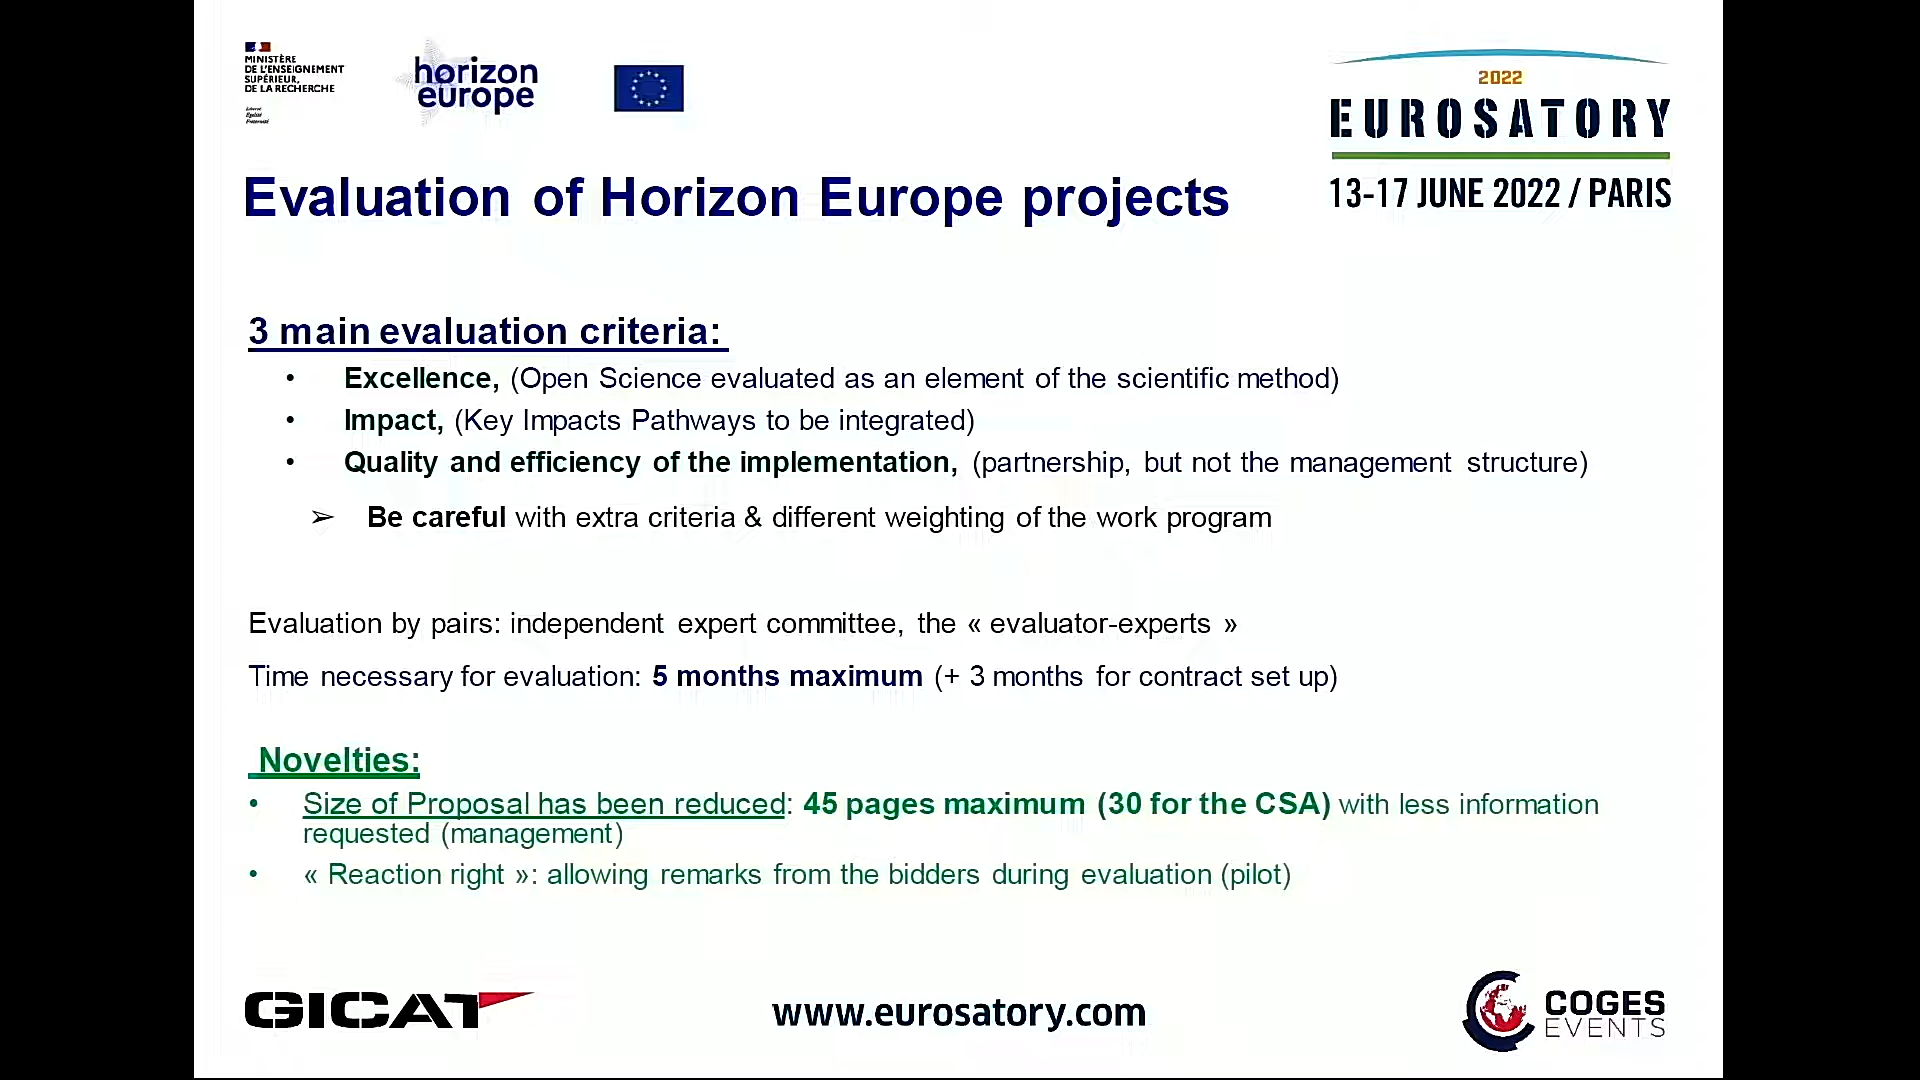 MINISTÈRE
DE L'ENSEIGNEMENT
SUPÉRIEUR,
DE LA RECHERCHE
Liberté
Égalité
Fraternité
horizon
europe
2022
EUROSATORY
13-17 JUNE 2022 / PARIS
Evaluation of Horizon Europe projects
3 main evaluation criteria:
• Excellence, (Open Science evaluated as an element of the scientific method)
• Impact, (Key Impacts Pathways to be integrated)
• Quality and efficiency of the implementation, (partnership, but not the management structure)
➢ Be careful with extra criteria & different weighting of the work program
Evaluation by pairs: independent expert committee, the « evaluator-experts »
Time necessary for evaluation: 5 months maximum (+ 3 months for contract set up)
Novelties:
• Size of Proposal has been reduced: 45 pages maximum (30 for the CSA) with less information
requested (management)
• « Reaction right »: allowing remarks from the bidders during evaluation (pilot)
GICAT
www.eurosatory.com
COGES
EVENTS